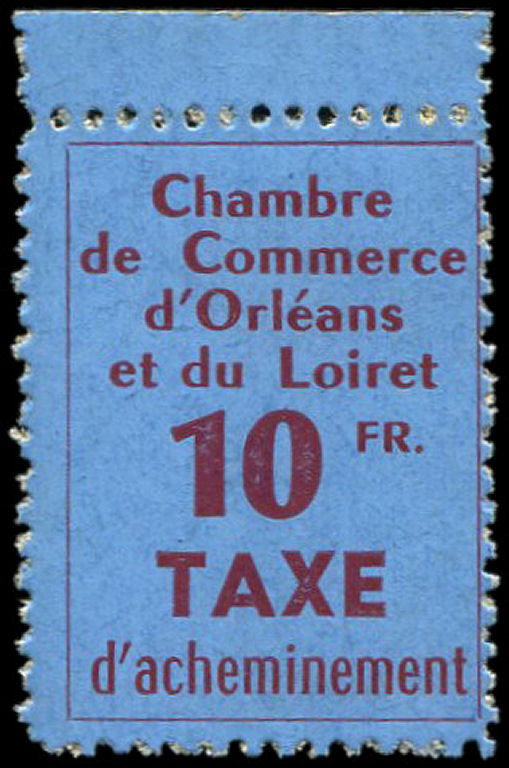 Chambre
de Commerce
d'Orléans
et du Loiret
10 FR.
TAXE
d'acheminement